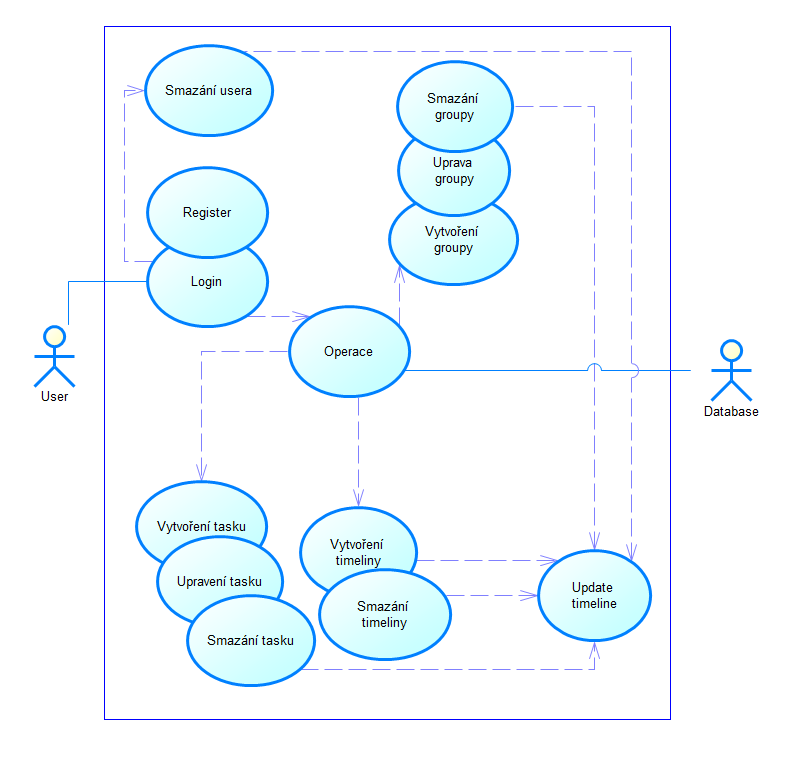 Smazání usera
Smazání
groupy
Uprava
groupy
Register
Vytvoření
groupy
Login
Operace
User
Database
Vytvoření tasku
Vytvoření
timeliny
Upravení tasku
Update
timeline
Smazání
timeliny
Smazání tasku